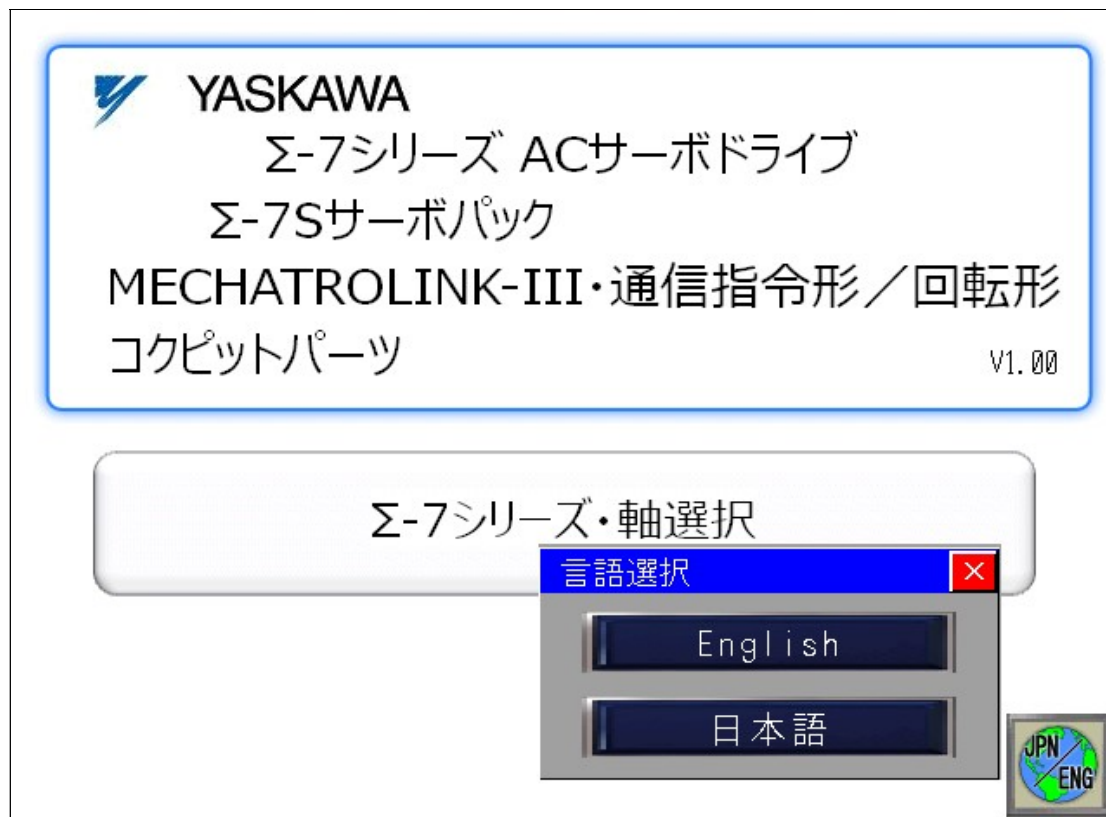 YASKAWA
Σ-7シリーズ ACサーボドライブ
Σ-7Sサーボパック
MECHATROLINK-III・通信指令形／回転形
コクピットパーツ
V1.00
Σ-7シリーズ・軸選択
言語選択
English
日本語
JPN
ENG